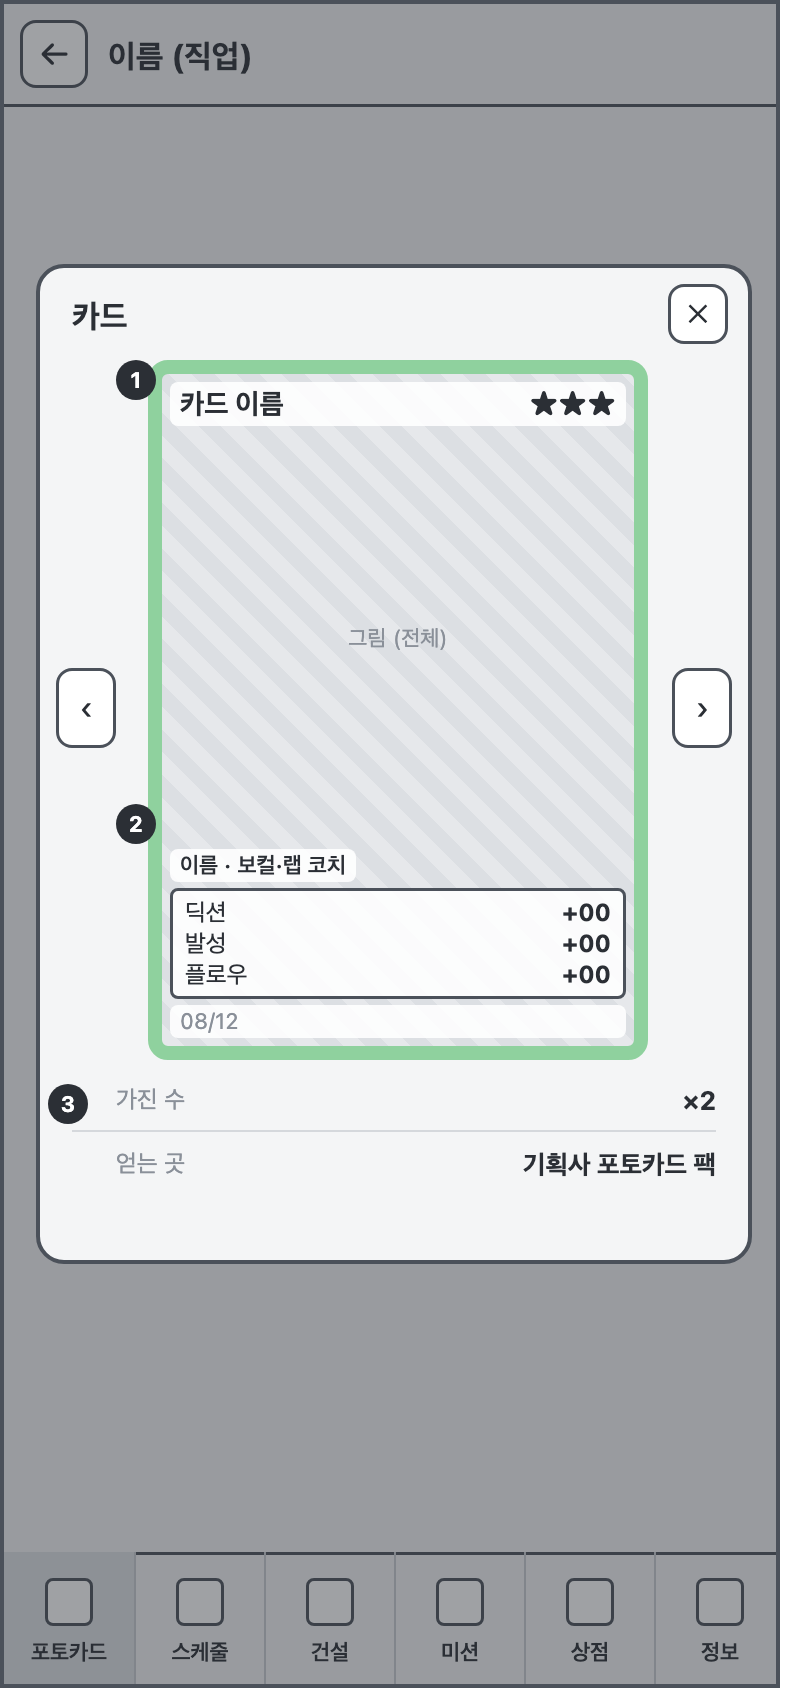 ← 이름 (직업)
카드 ×
1
카드 이름 ★★★
그림 (전체)
‹ ›
2
이름 · 보컬·랩 코치
딕션 +00
발성 +00
플로우 +00
08/12
3 가진 수 ×2
얻는 곳 기획사 포토카드 팩
포토카드 스케줄 건설 미션 상점 정보